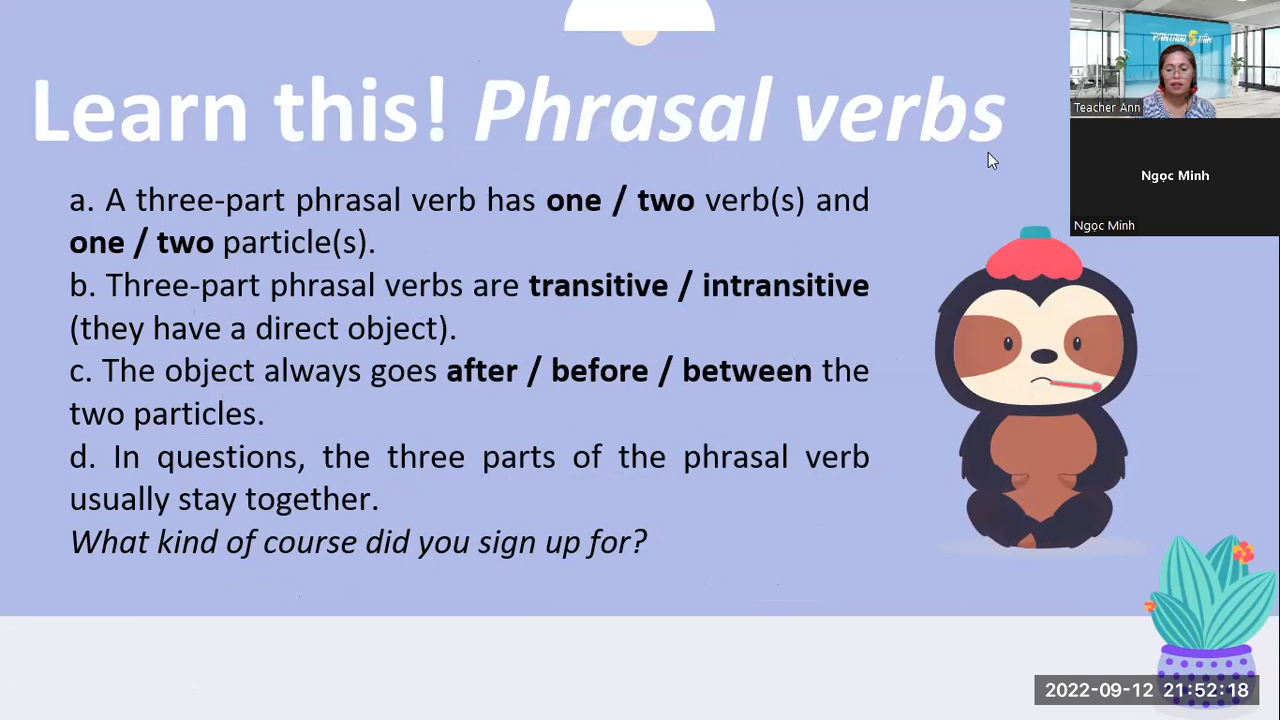 Learn this! Phrasal verbs
a. A three-part phrasal verb has one / two verb(s) and
one / two particle(s).
b. Three-part phrasal verbs are transitive / intransitive
(they have a direct object).
c. The object always goes after / before / between the
two particles.
d. In questions, the three parts of the phrasal verb
usually stay together.
What kind of course did you sign up for?
Teacher Ann
Ngọc Minh
Ngọc Minh
2022-09-12 21:52:18